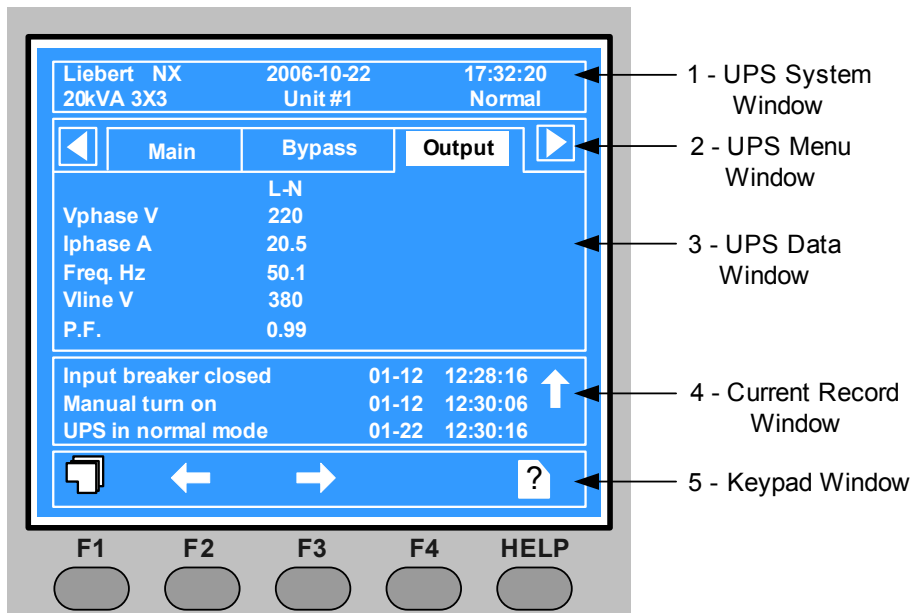 Liebert NX 2006-10-22 17:32:20
20kVA 3X3 Unit #1 Normal
Main Bypass Output
L-N
Vphase V 220
Iphase A 20.5
Freq. Hz 50.1
Vline V 380
P.F. 0.99
Input breaker closed 01-12 12:28:16
Manual turn on 01-12 12:30:06
UPS in normal mode 01-22 12:30:16
?
F1 F2 F3 F4 HELP
1 - UPS System
Window
2 - UPS Menu
Window
3 - UPS Data
Window
4 - Current Record
Window
5 - Keypad Window